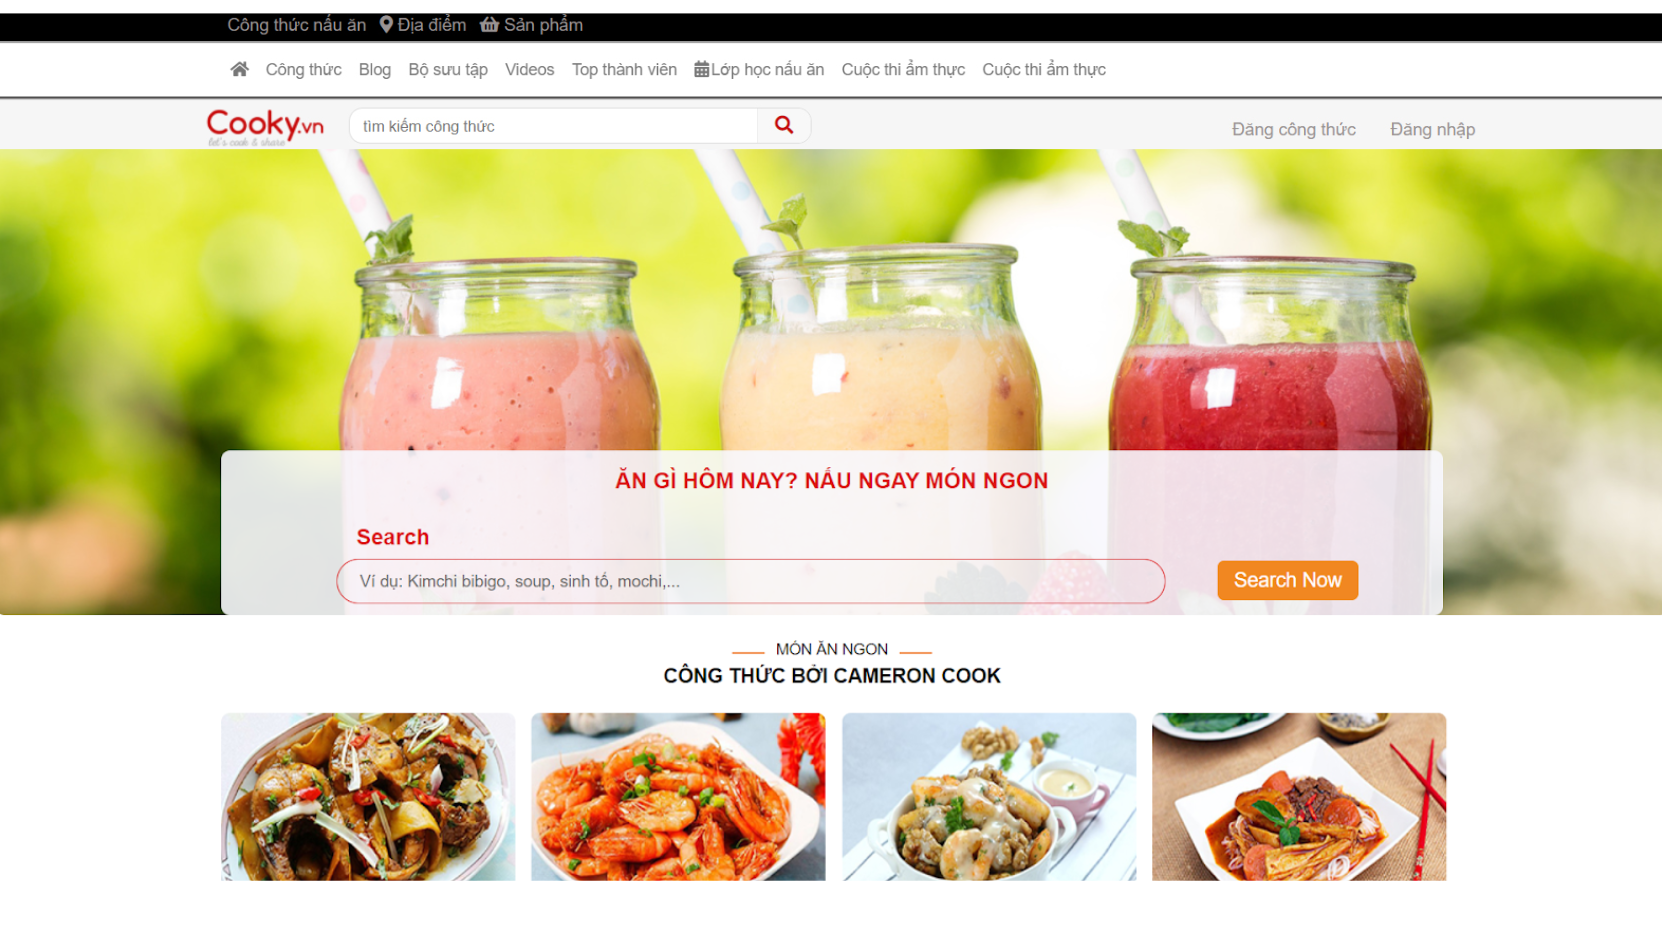 Công thức nấu ăn Địa điểm Sản phẩm
Công thức Blog Bộ sưu tập Videos Top thành viên Lớp học nấu ăn Cuộc thi ẩm thực Cuộc thi ẩm thực
Cooky.vn
let's cook & share
tìm kiếm công thức
Đăng công thức Đăng nhập
ĂN GÌ HÔM NAY? NẤU NGAY MÓN NGON
Search
Ví dụ: Kimchi bibigo, soup, sinh tố, mochi,...
Search Now
MÓN ĂN NGON
CÔNG THỨC BỞI CAMERON COOK